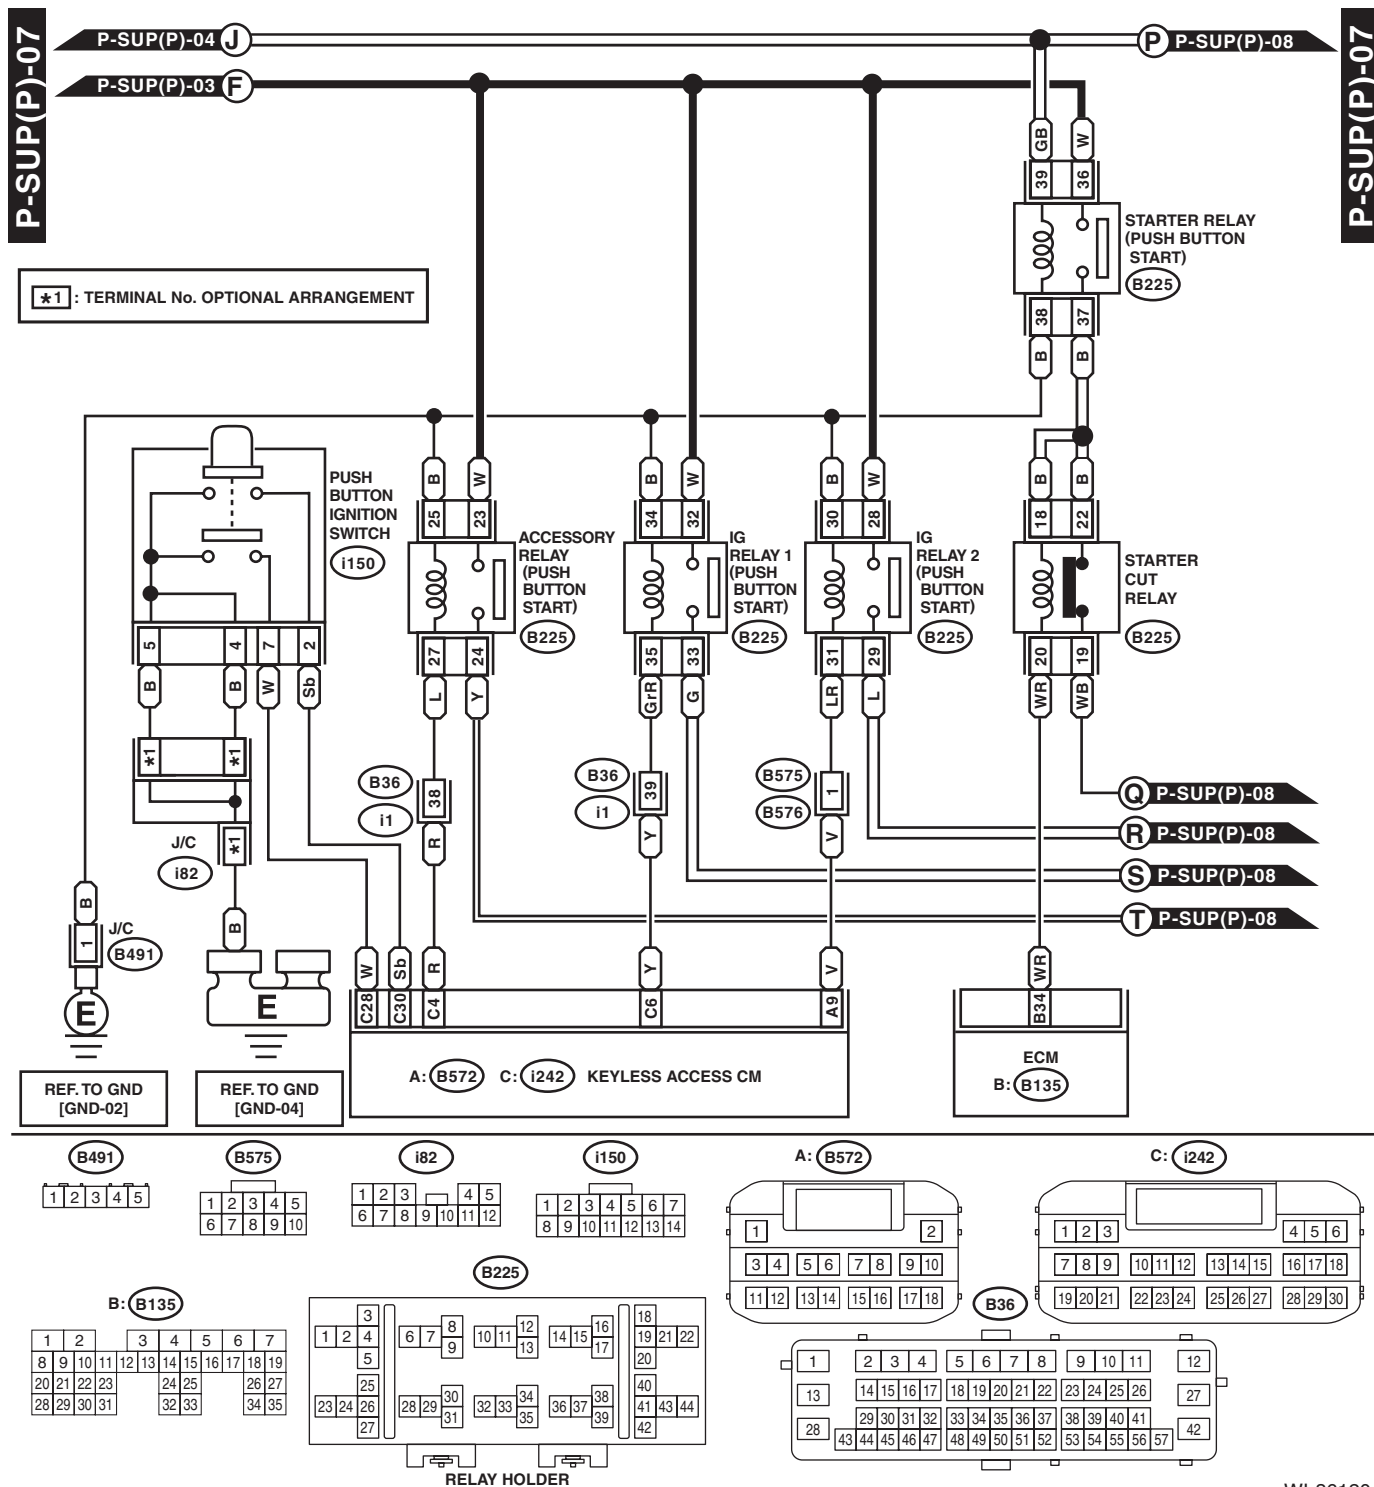 P-SUP(P)-07
P-SUP(P)-04 J
P P-SUP(P)-08
P-SUP(P)-07
P-SUP(P)-03 F
GB W
39 36
STARTER RELAY
(PUSH BUTTON
START)
B225
*1 : TERMINAL No. OPTIONAL ARRANGEMENT
38 37
B B
PUSH
BUTTON
IGNITION
SWITCH
i150
B W B W B W B B
25 23 34 32 30 28 18 22
ACCESSORY
RELAY
(PUSH
BUTTON
START)
B225
IG
RELAY 1
(PUSH
BUTTON
START)
B225
IG
RELAY 2
(PUSH
BUTTON
START)
B225
STARTER
CUT
RELAY
B225
5 4 7 2
27 24 35 33 31 29 20 19
B B W Sb
L Y GrR G LR L WR WB
*1 *1
B36 38 i1
B36 39 i1
B575 1 B576
Q P-SUP(P)-08
R Y V
R P-SUP(P)-08
J/C
i82
*1
S P-SUP(P)-08
B B
T P-SUP(P)-08
J/C
B491
1
W Sb R Y V WR
C28 C30 C4 C6 A9 B34
E E
A: B572 C: i242 KEYLESS ACCESS CM
ECM
B: B135
REF. TO GND
[GND-02]
REF. TO GND
[GND-04]
B491
1 2 3 4 5
B575
1 2 3 4 5
6 7 8 9 10
i82
1 2 3 4 5
6 7 8 9 10 11 12
i150
1 2 3 4 5 6 7
8 9 10 11 12 13 14
A: B572
1 2
3 4 5 6 7 8 9 10
11 12 13 14 15 16 17 18
C: i242
1 2 3 4 5 6
7 8 9 10 11 12 13 14 15 16 17 18
19 20 21 22 23 24 25 26 27 28 29 30
B: B135
1 2 3 4 5 6 7
8 9 10 11 12 13 14 15 16 17 18 19
20 21 22 23 24 25 26 27
28 29 30 31 32 33 34 35
B225
3 8 12 16 18
1 2 4 6 7 10 11 14 15 19 21 22
9 13 17
5 20
25 30 34 38 40
23 24 26 28 29 32 33 36 37 41 43 44
31 35 39
27 42
RELAY HOLDER
B36
1 2 3 4 5 6 7 8 9 10 11 12
13 14 15 16 17 18 19 20 21 22 23 24 25 26 27
28 29 30 31 32 33 34 35 36 37 38 39 40 41 42
43 44 45 46 47 48 49 50 51 52 53 54 55 56 57